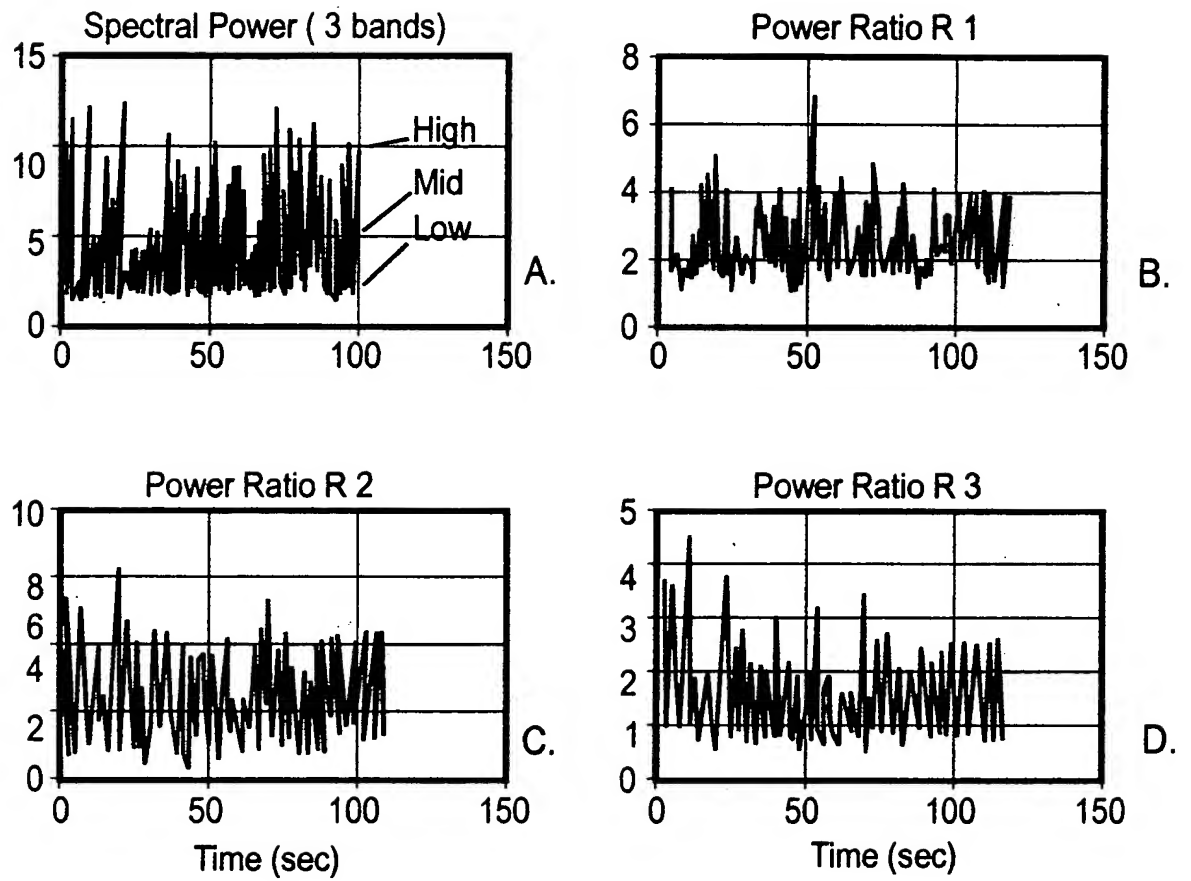 Spectral Power ( 3 bands)
15
10
5
0
0 50 100 150
High
Mid
Low
A.
Power Ratio R 1
8
6
4
2
0
0 50 100 150
B.
Power Ratio R 2
10
8
6
4
2
0
0 50 100 150
Time (sec)
C.
Power Ratio R 3
5
4
3
2
1
0
0 50 100 150
Time (sec)
D.